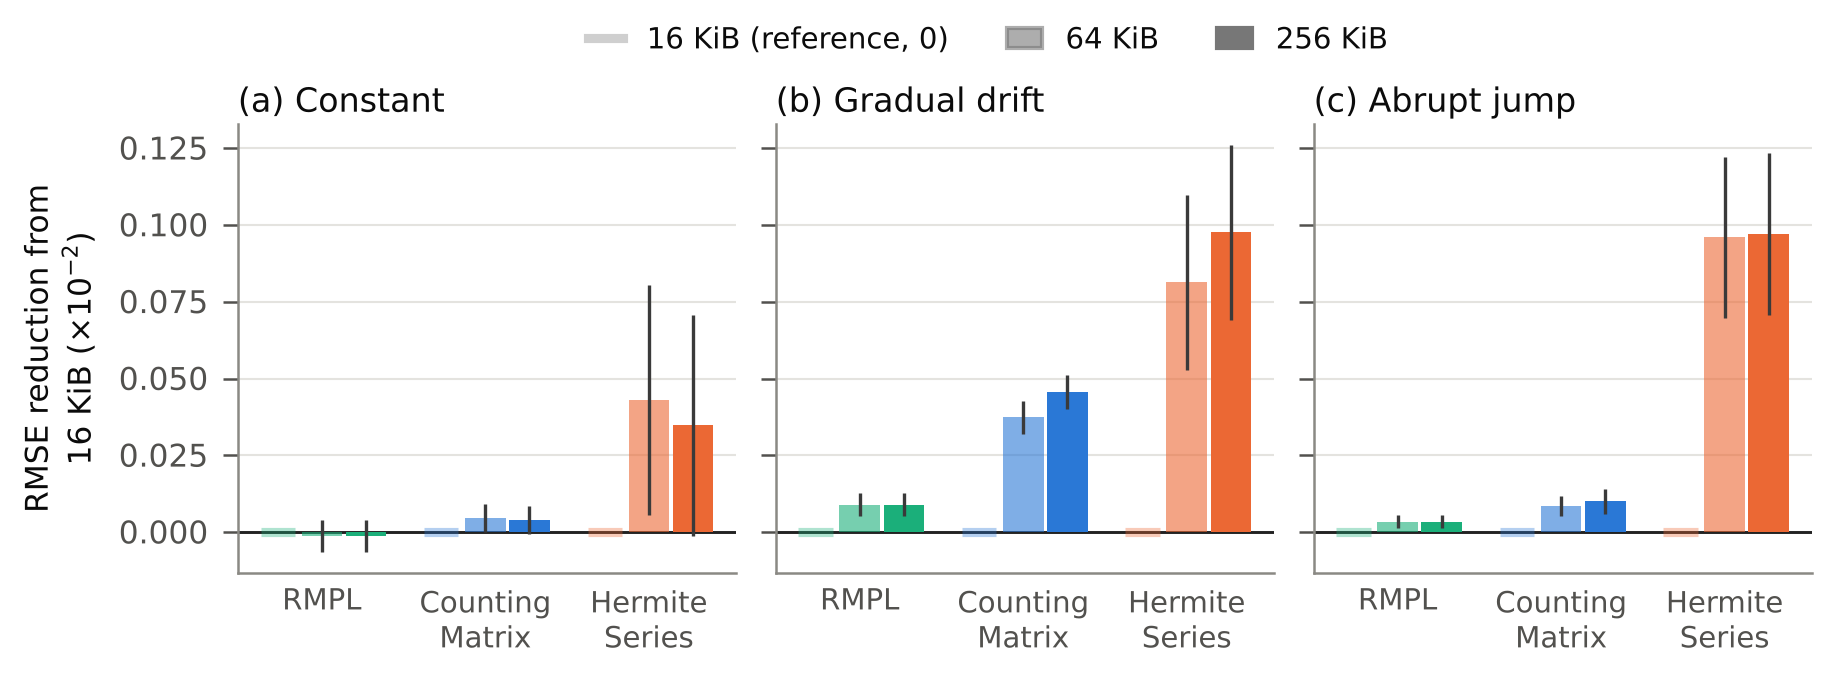 16 KiB (reference, 0)
64 KiB
256 KiB
(a) Constant
(b) Gradual drift
(c) Abrupt jump
RMSE reduction from
16 KiB (×10⁻²)
0.125
0.100
0.075
0.050
0.025
0.000
RMPL
Counting
Matrix
Hermite
Series
RMPL
Counting
Matrix
Hermite
Series
RMPL
Counting
Matrix
Hermite
Series